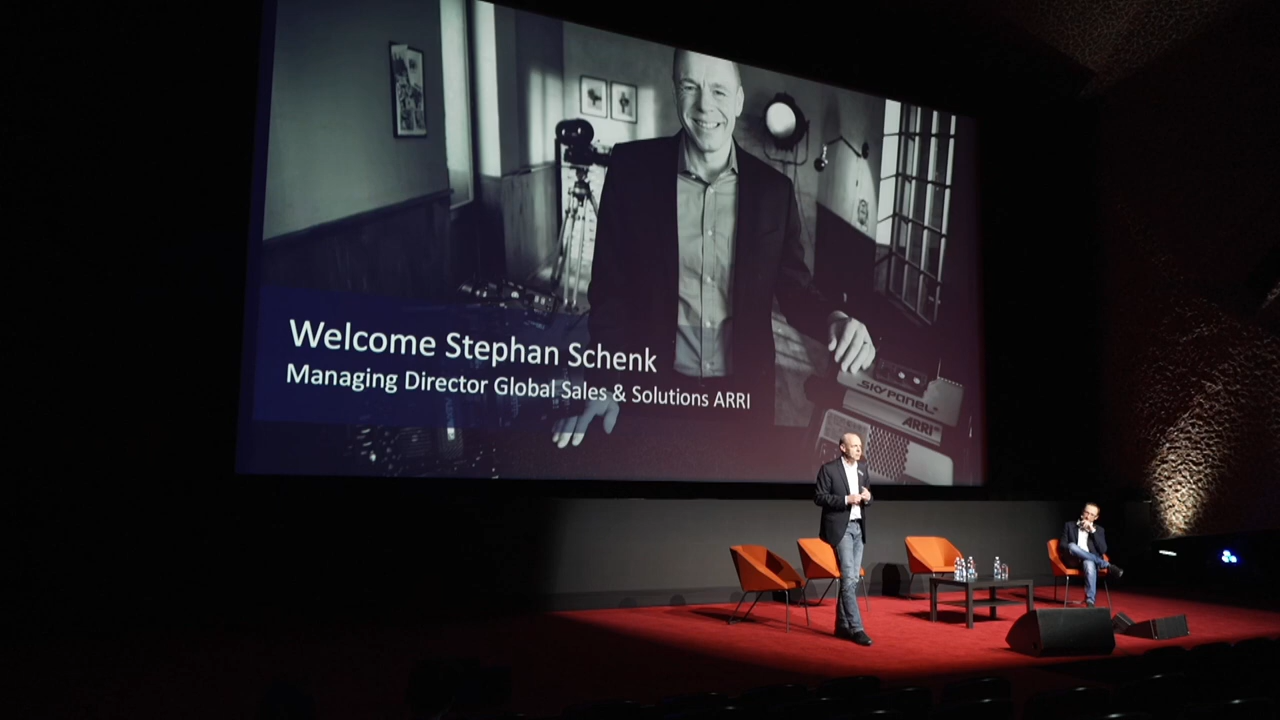 Welcome Stephan Schenk
Managing Director Global Sales & Solutions ARRI
SKYPANEL
ARRI